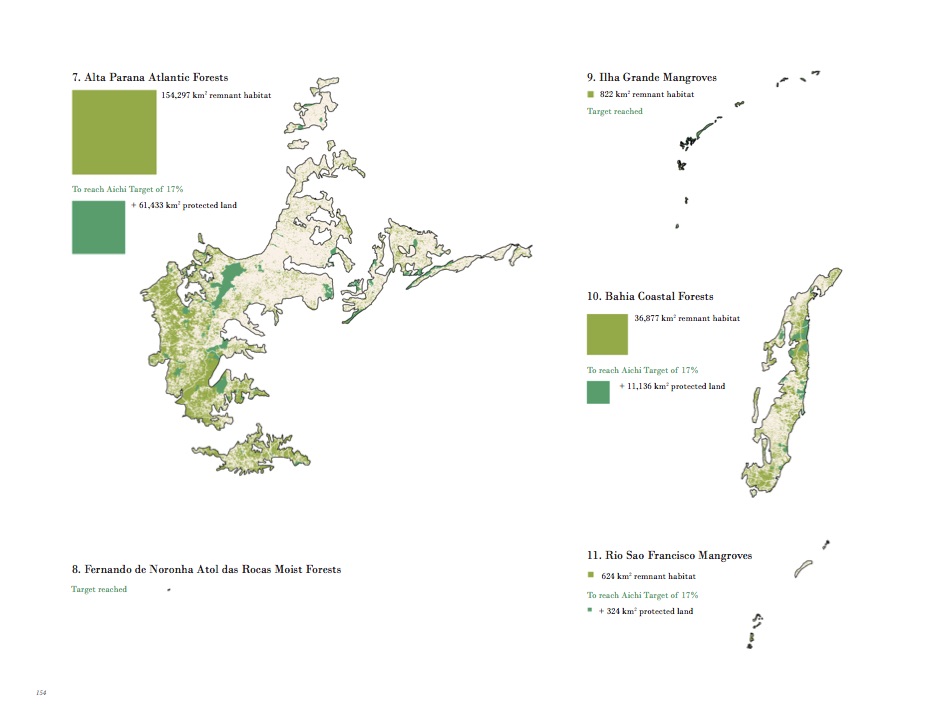 7. Alta Parana Atlantic Forests
154,297 km² remnant habitat
To reach Aichi Target of 17%
+ 61,433 km² protected land
8. Fernando de Noronha Atol das Rocas Moist Forests
Target reached
9. Ilha Grande Mangroves
822 km² remnant habitat
Target reached
10. Bahia Coastal Forests
36,877 km² remnant habitat
To reach Aichi Target of 17%
+ 11,136 km² protected land
11. Rio Sao Francisco Mangroves
624 km² remnant habitat
To reach Aichi Target of 17%
+ 324 km² protected land
154